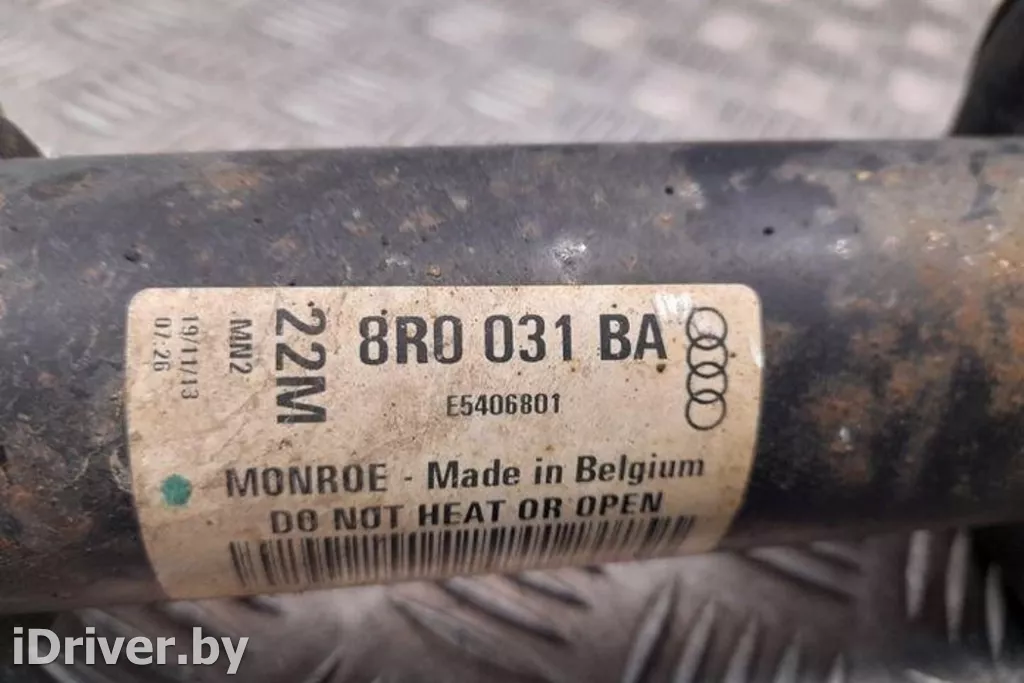 8R0 031 BA
22M
MN2
19/11/13
07:26
E5406801
MONROE - Made in Belgium
DO NOT HEAT OR OPEN
iDriver.by